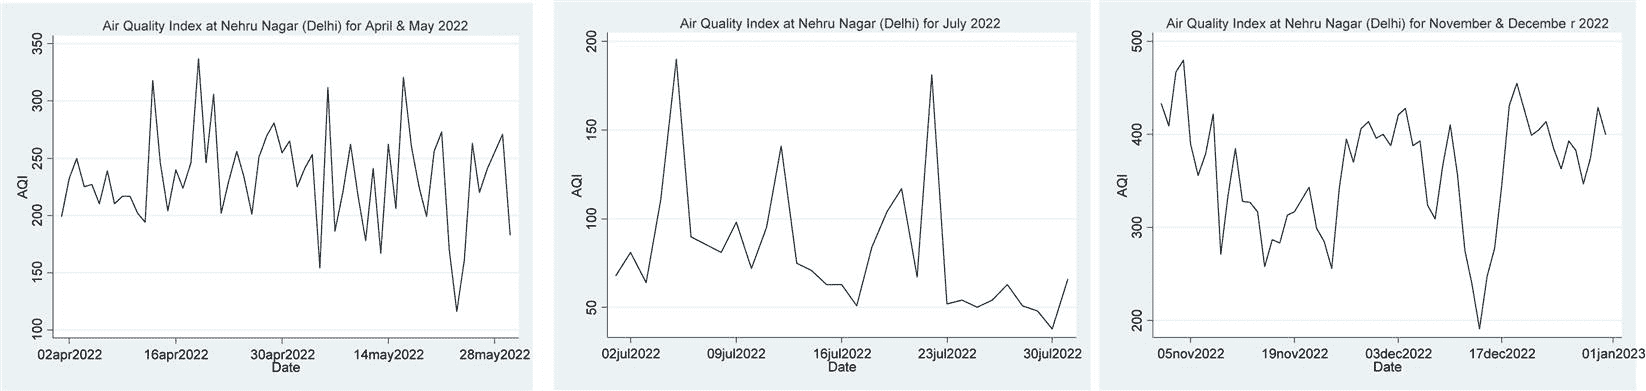 Air Quality Index at Nehru Nagar (Delhi) for April & May 2022
350
300
250
200
150
100
AQI
02apr2022 16apr2022 30apr2022 14may2022 28may2022
Date
Air Quality Index at Nehru Nagar (Delhi) for July 2022
200
150
100
50
AQI
02jul2022 09jul2022 16jul2022 23jul2022 30jul2022
Date
Air Quality Index at Nehru Nagar (Delhi) for November & Decembe r 2022
500
400
300
200
AQI
05nov2022 19nov2022 03dec2022 17dec2022 01jan2023
Date